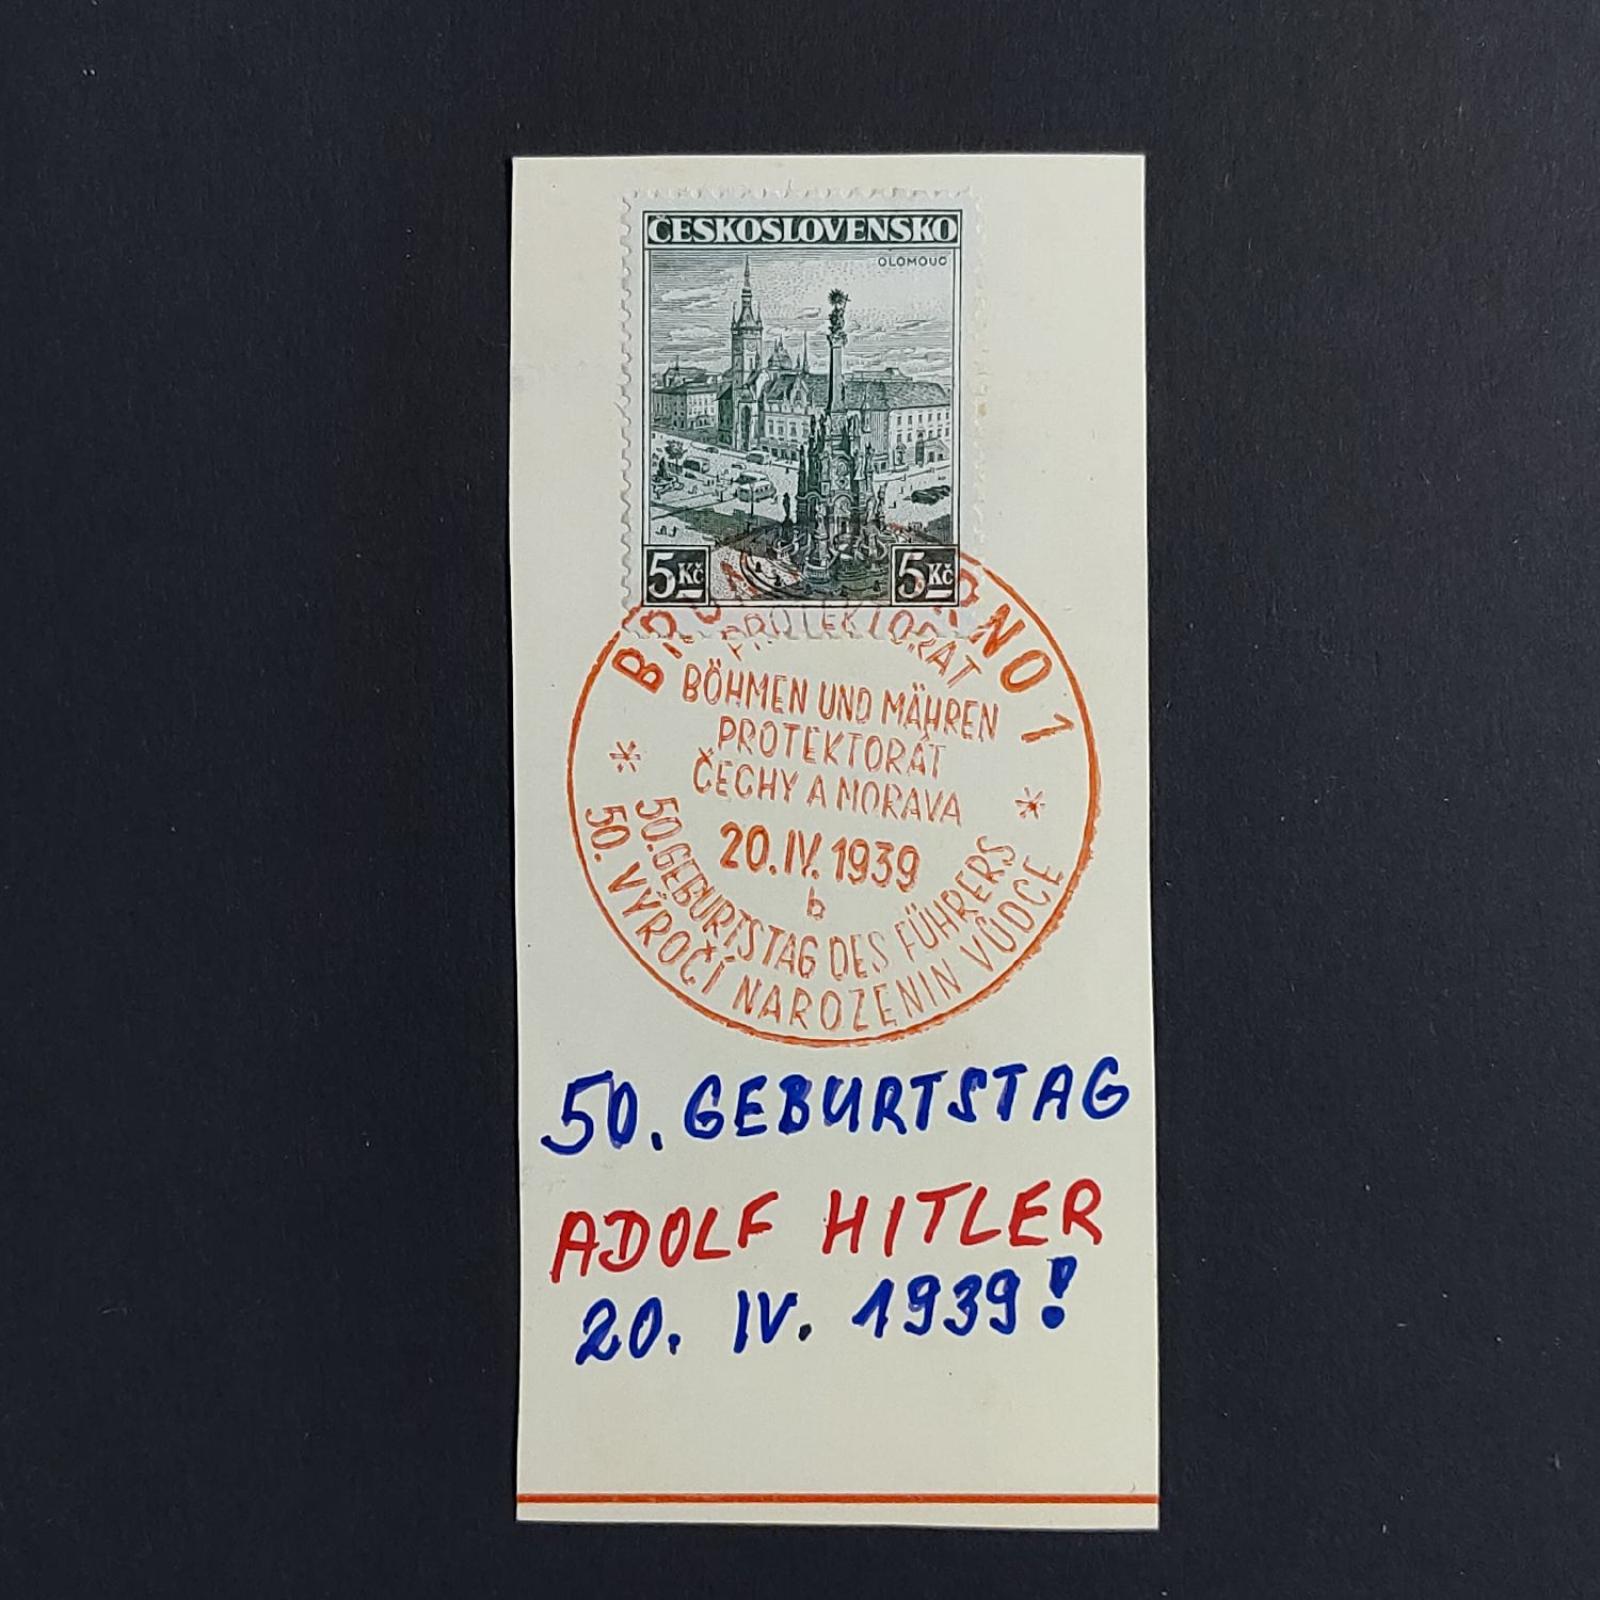 ČESKOSLOVENSKO
OLOMOUC
5 Kč 5 Kč
BRNO 1
PROTEKTORAT
BÖHMEN UND MÄHREN
PROTEKTORÁT
ČECHY A MORAVA
20.IV.1939
b
50.GEBURTSTAG DES FÜHRERS
50. VÝROČÍ NAROZENIN VŮDCE
50. GEBURTSTAG
ADOLF HITLER
20. IV. 1939!